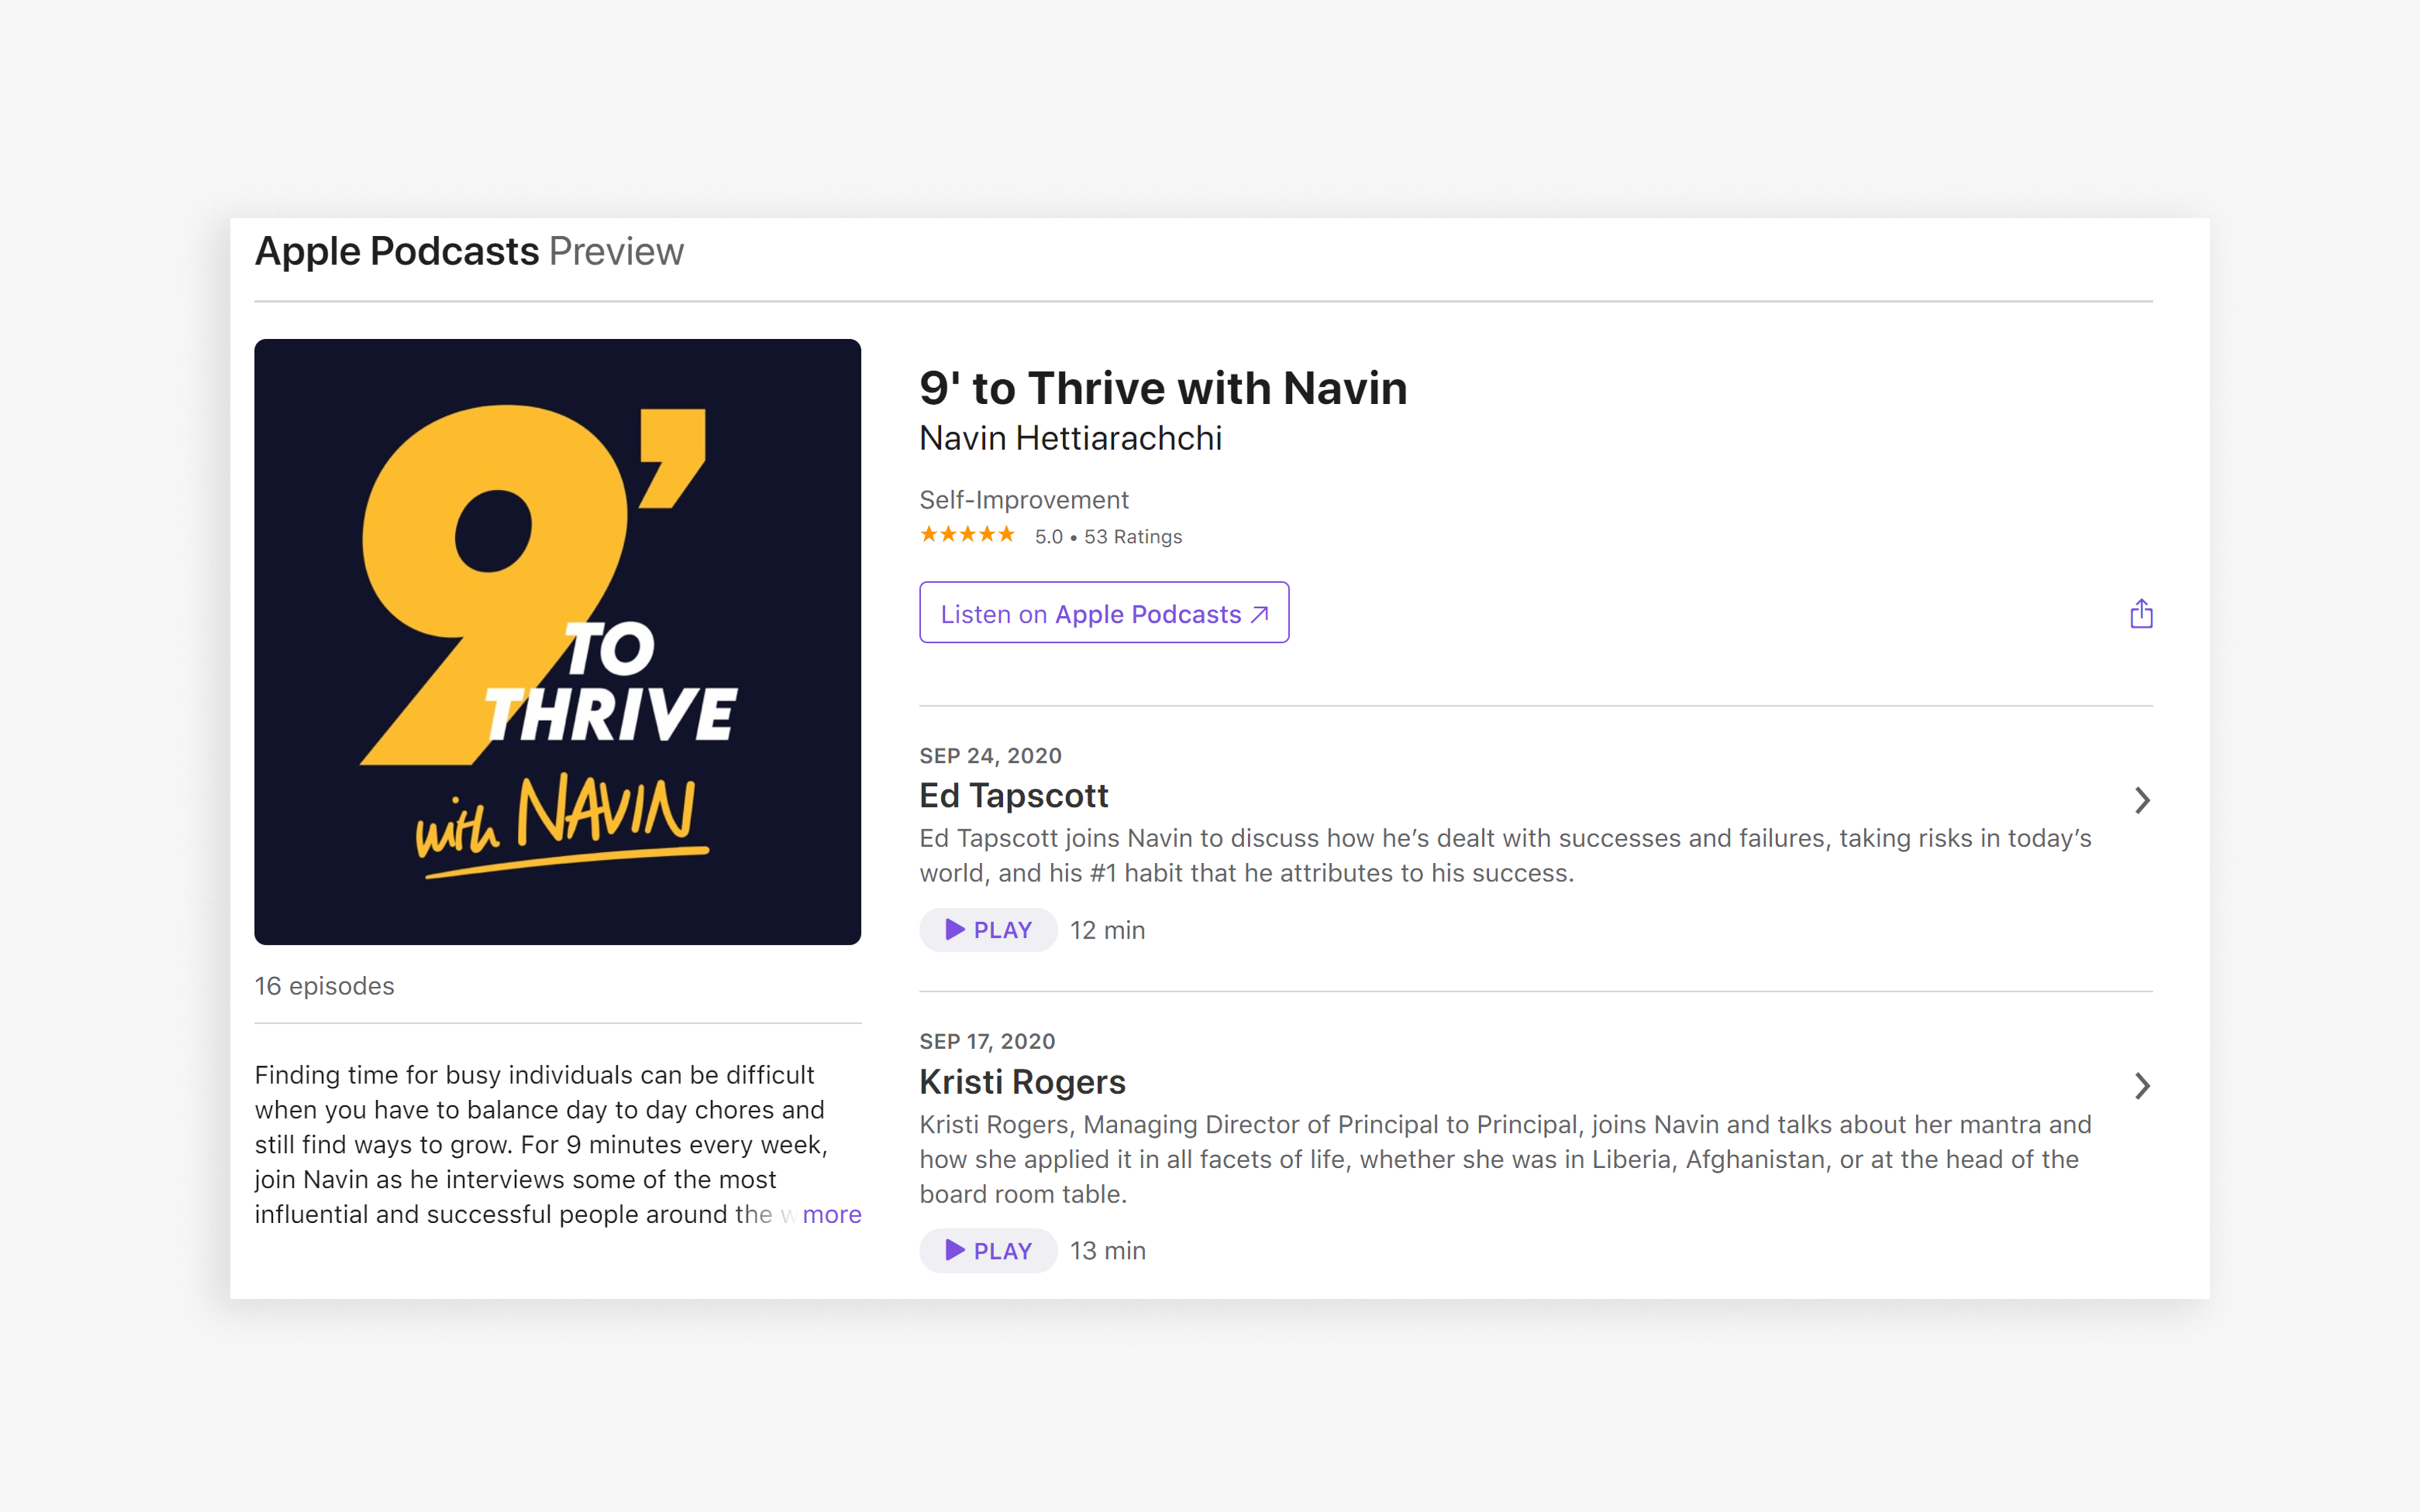 Apple Podcasts Preview
9’
TO
THRIVE
with NAVIN
16 episodes
Finding time for busy individuals can be difficult
when you have to balance day to day chores and
still find ways to grow. For 9 minutes every week,
join Navin as he interviews some of the most
influential and successful people around the more
9' to Thrive with Navin
Navin Hettiarachchi
Self-Improvement
★★★★★ 5.0 • 53 Ratings
Listen on Apple Podcasts ↗
SEP 24, 2020
Ed Tapscott
Ed Tapscott joins Navin to discuss how he’s dealt with successes and failures, taking risks in today’s
world, and his #1 habit that he attributes to his success.
▶ PLAY 12 min
SEP 17, 2020
Kristi Rogers
Kristi Rogers, Managing Director of Principal to Principal, joins Navin and talks about her mantra and
how she applied it in all facets of life, whether she was in Liberia, Afghanistan, or at the head of the
board room table.
▶ PLAY 13 min